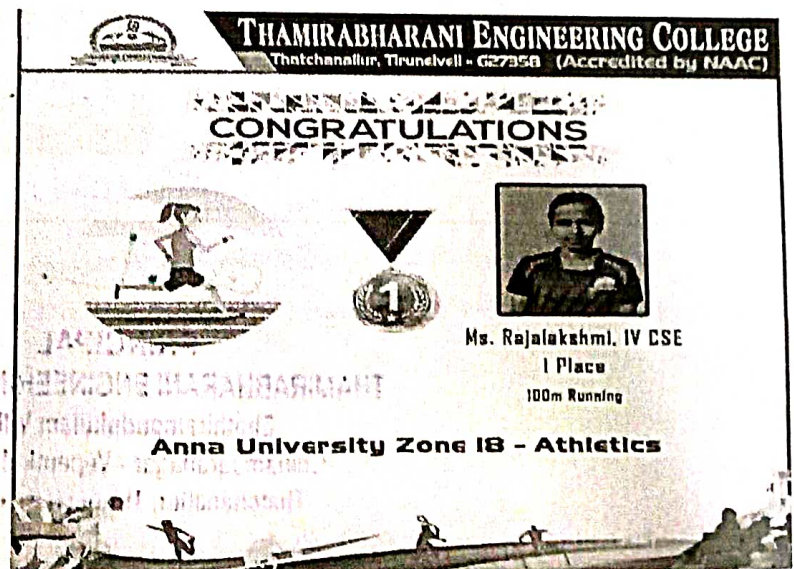 THAMIRABHARANI ENGINEERING COLLEGE
Thatchanallur, Tirunelveli - 627358 (Accredited by NAAC)
CONGRATULATIONS
1
Ms. Rajalakshmi, IV CSE
I Place
100m Running
Anna University Zone 18 - Athletics